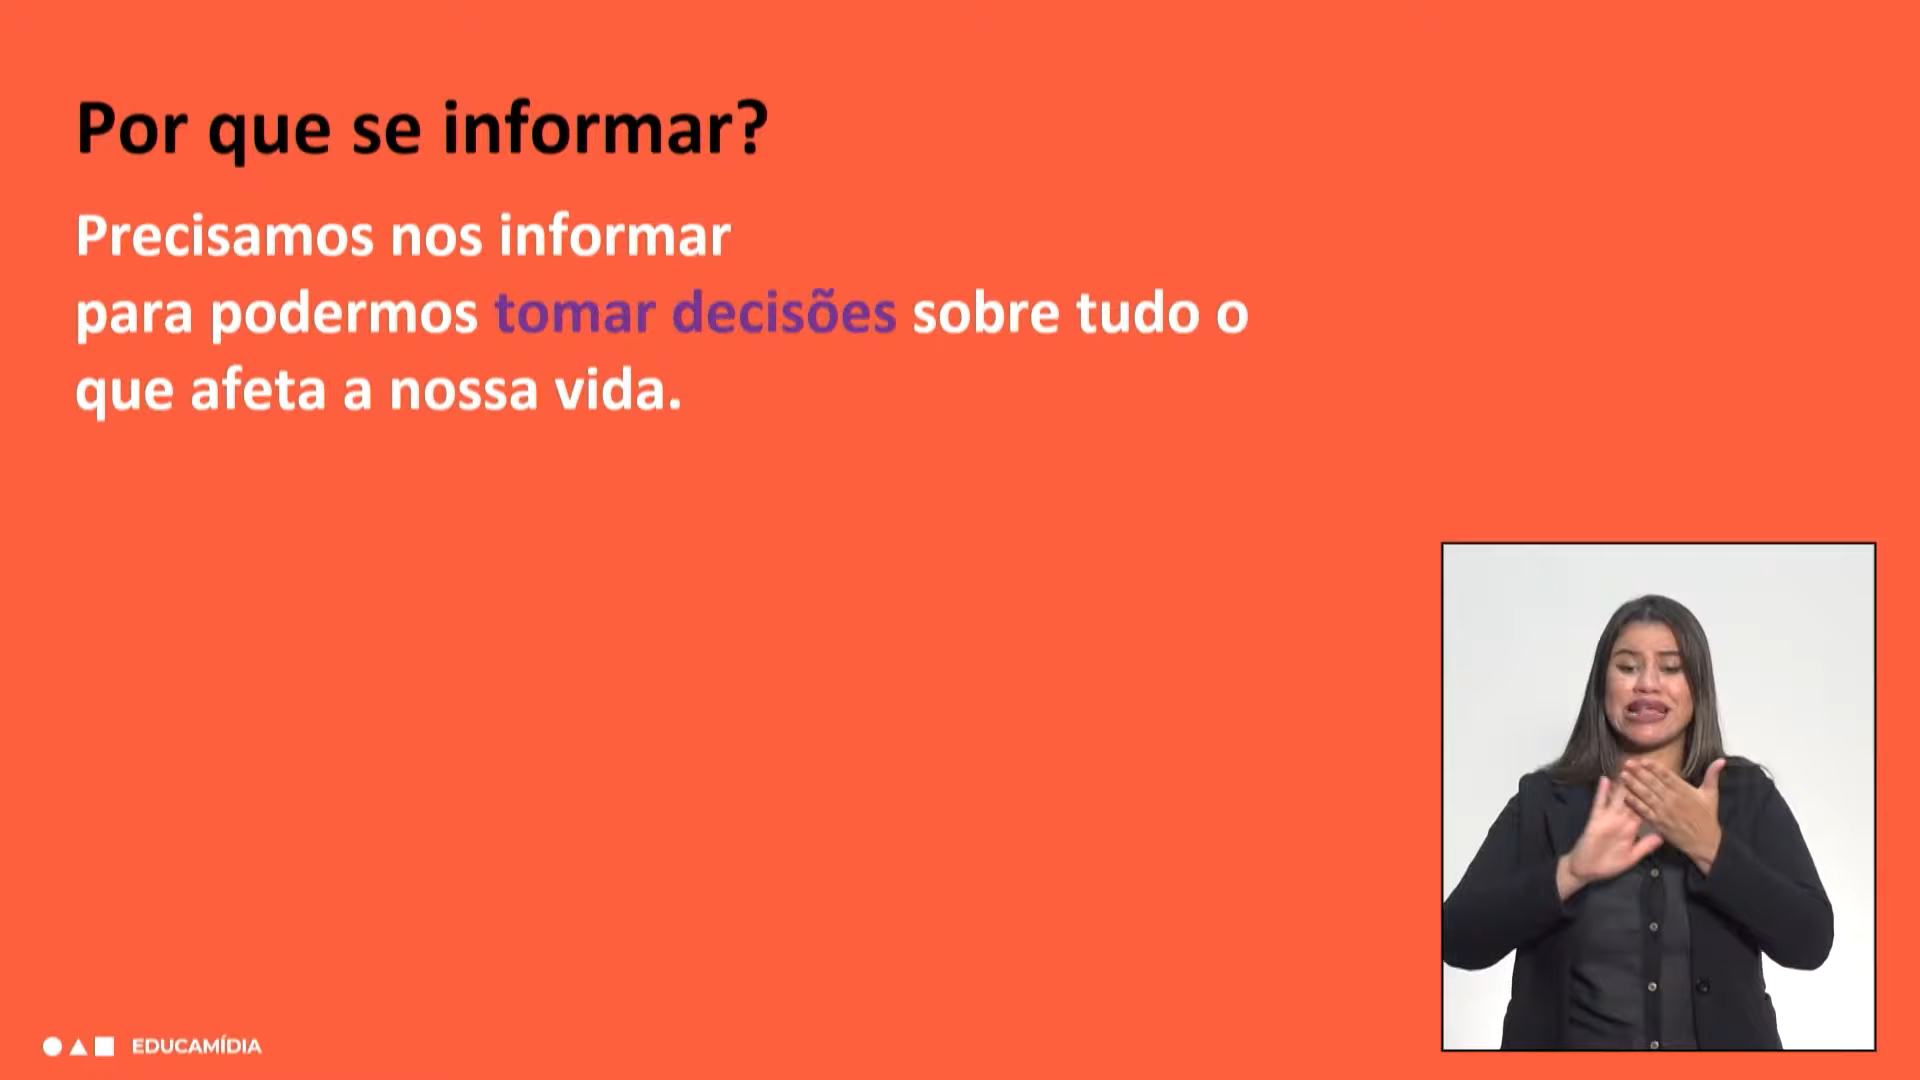 Por que se informar?
Precisamos nos informar
para podermos tomar decisões sobre tudo o
que afeta a nossa vida.
EDUCAMÍDIA